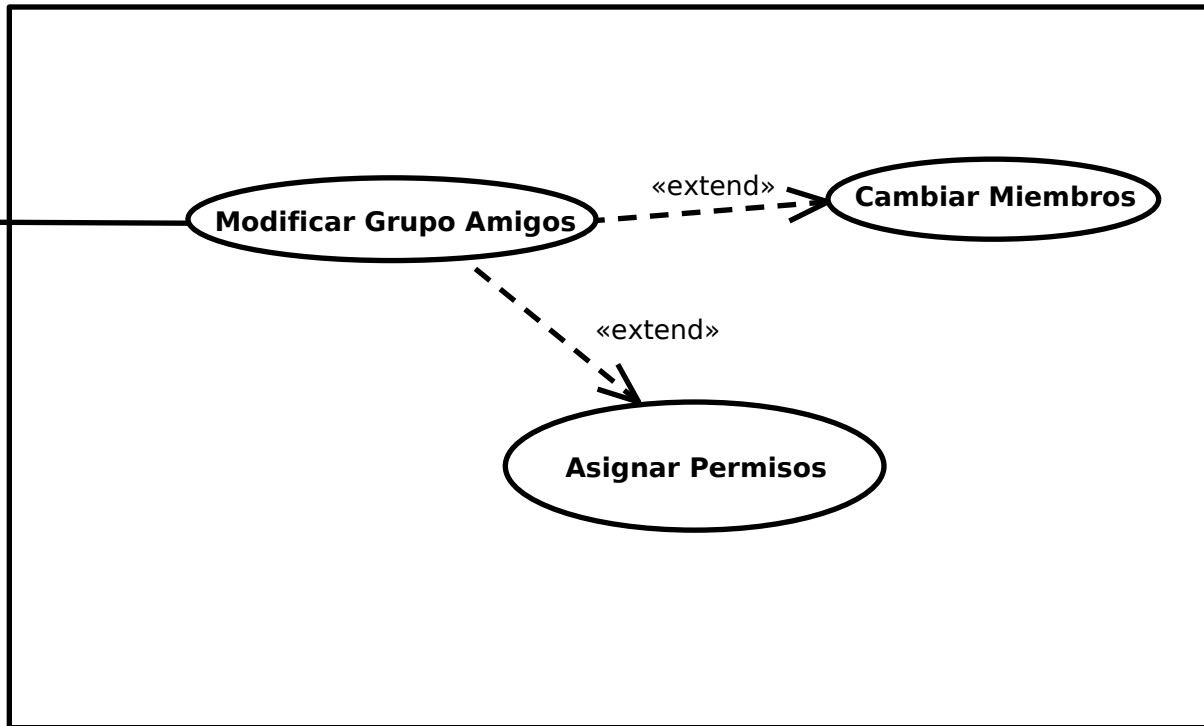 «extend»
Cambiar Miembros
Modificar Grupo Amigos
«extend»
Asignar Permisos